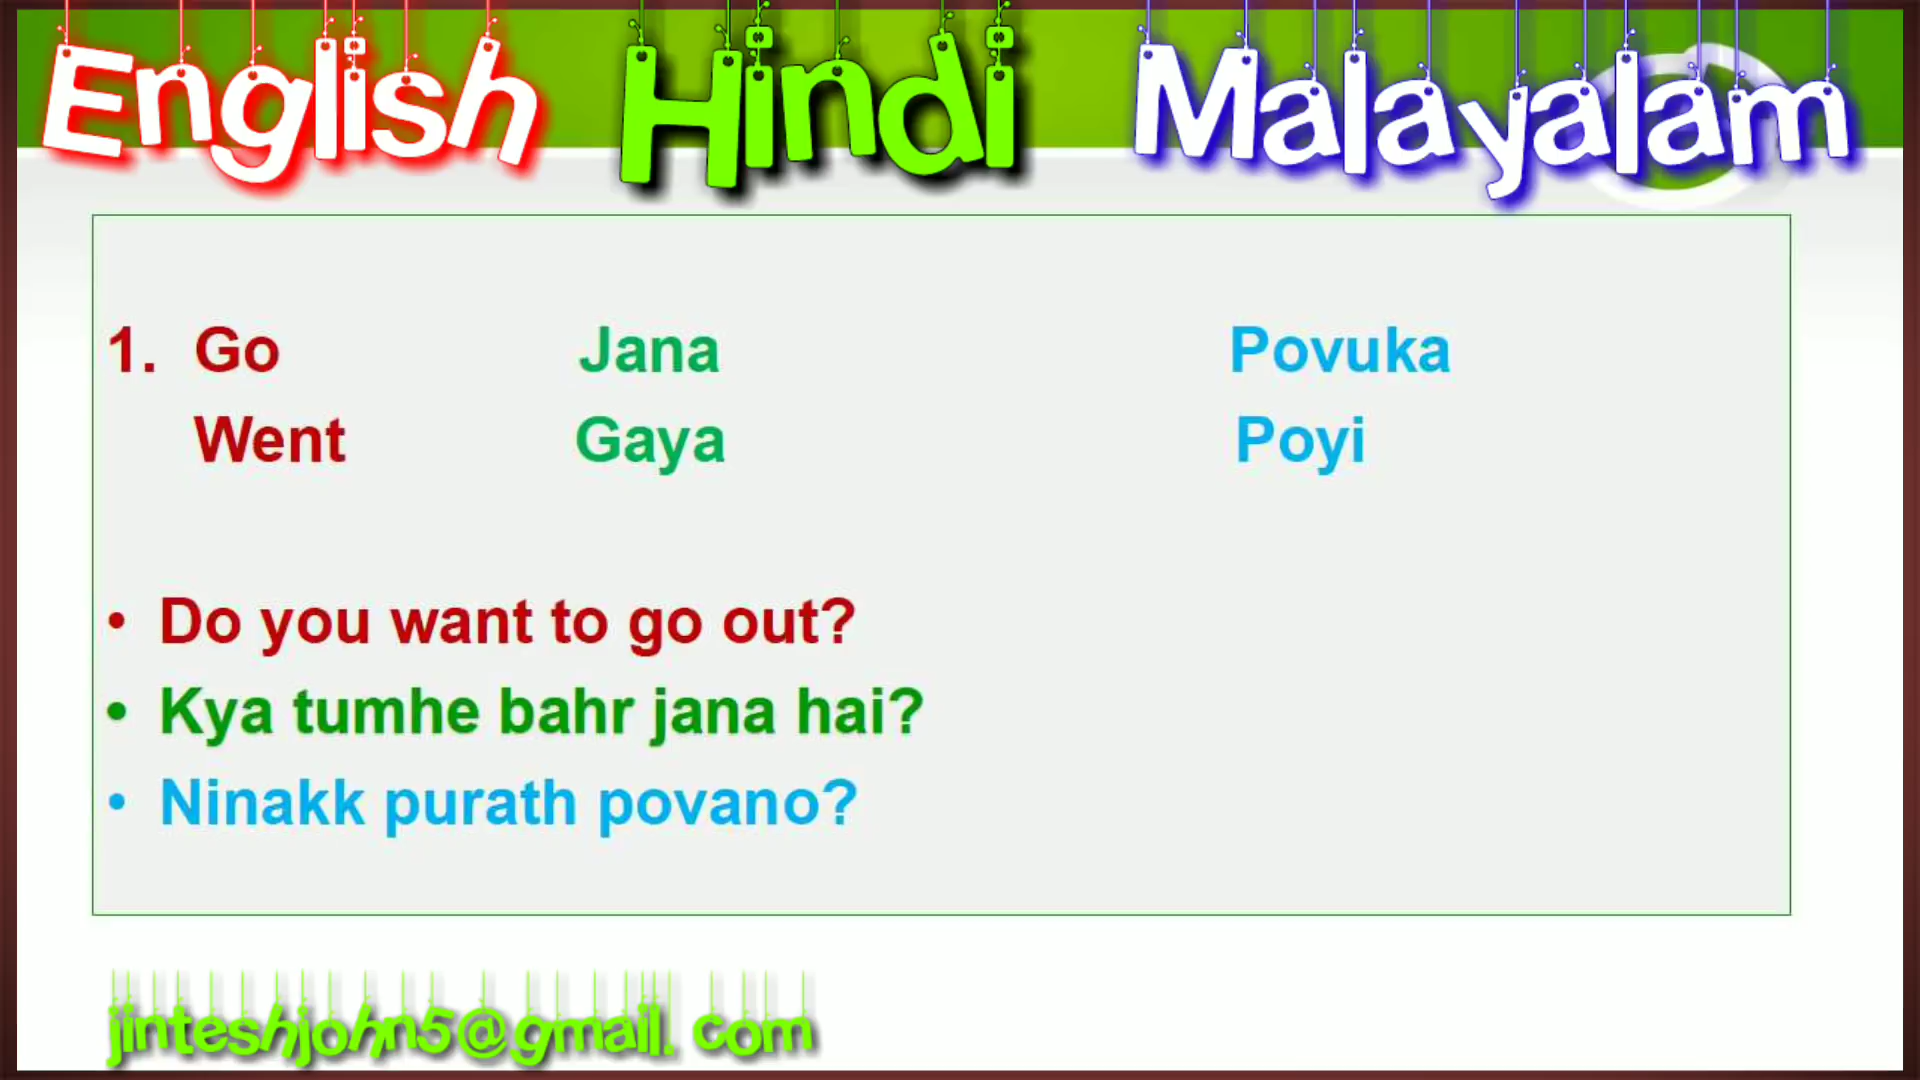 English Hindi Malayalam
1. Go Jana Povuka
Went Gaya Poyi
• Do you want to go out?
• Kya tumhe bahr jana hai?
• Ninakk purath povano?
jinteshjohn5@gmail. com